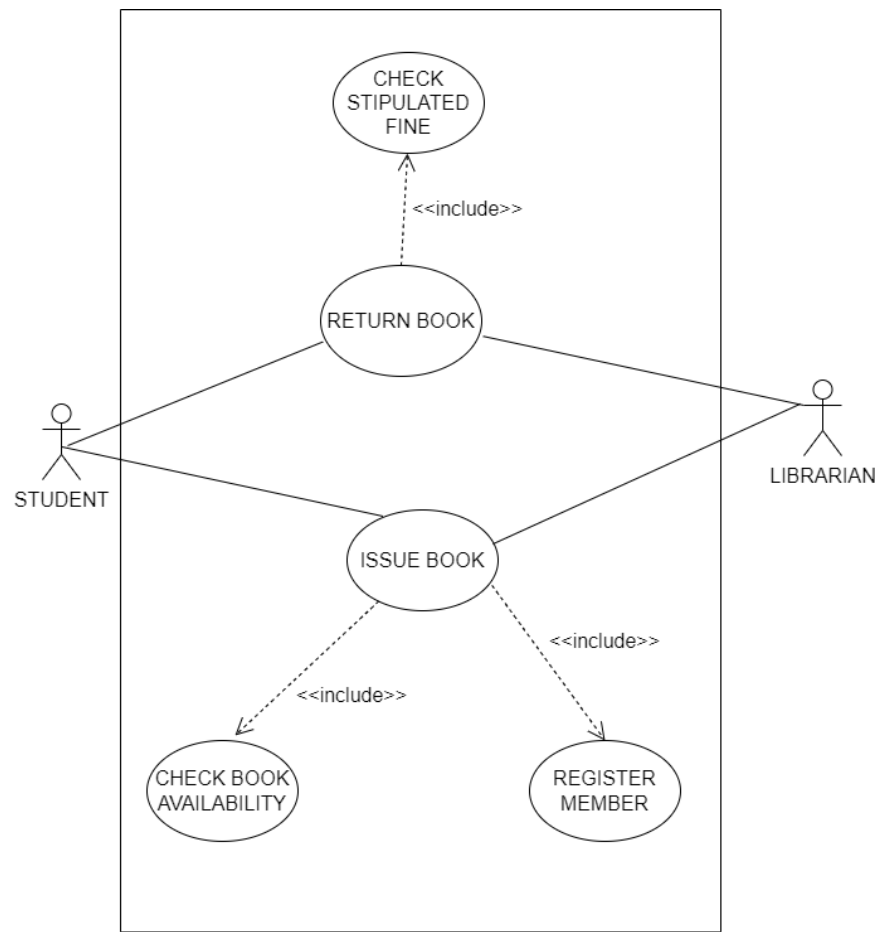 CHECK
STIPULATED
FINE
<<include>>
RETURN BOOK
STUDENT
LIBRARIAN
ISSUE BOOK
<<include>>
<<include>>
CHECK BOOK
AVAILABILITY
REGISTER
MEMBER